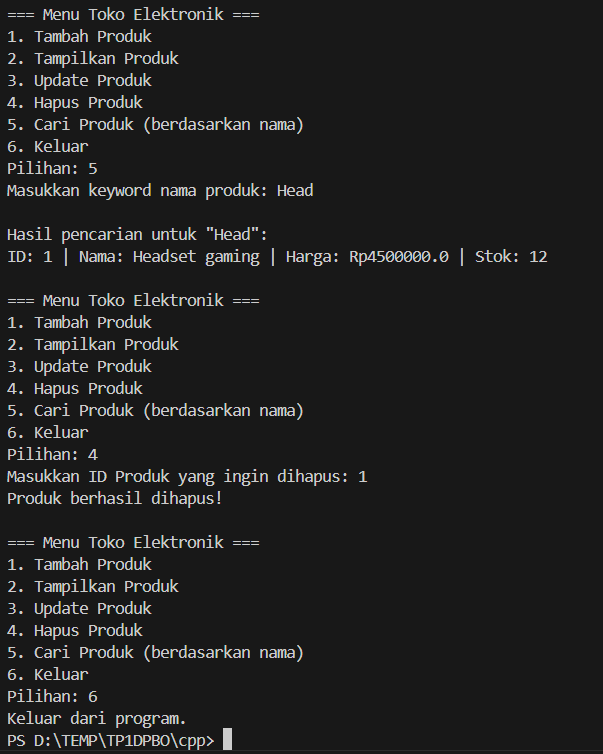 === Menu Toko Elektronik ===
1. Tambah Produk
2. Tampilkan Produk
3. Update Produk
4. Hapus Produk
5. Cari Produk (berdasarkan nama)
6. Keluar
Pilihan: 5
Masukkan keyword nama produk: Head

Hasil pencarian untuk "Head":
ID: 1 | Nama: Headset gaming | Harga: Rp4500000.0 | Stok: 12

=== Menu Toko Elektronik ===
1. Tambah Produk
2. Tampilkan Produk
3. Update Produk
4. Hapus Produk
5. Cari Produk (berdasarkan nama)
6. Keluar
Pilihan: 4
Masukkan ID Produk yang ingin dihapus: 1
Produk berhasil dihapus!

=== Menu Toko Elektronik ===
1. Tambah Produk
2. Tampilkan Produk
3. Update Produk
4. Hapus Produk
5. Cari Produk (berdasarkan nama)
6. Keluar
Pilihan: 6
Keluar dari program.
PS D:\TEMP\TP1DPBO\cpp>